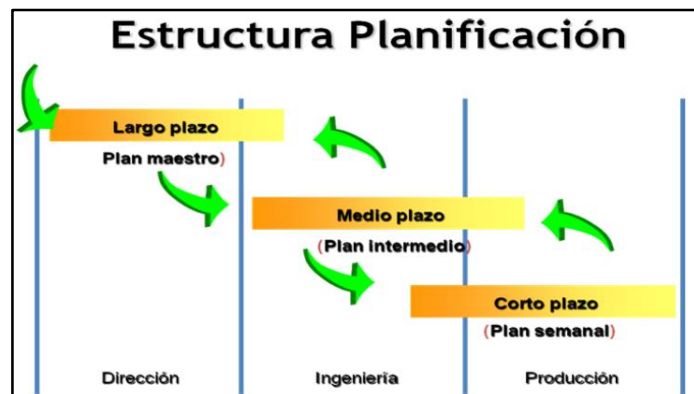 Estructura Planificación
Largo plazo
Plan maestro)
Medio plazo
(Plan intermedio)
Corto plazo
(Plan semanal)
Dirección
Ingeniería
Producción